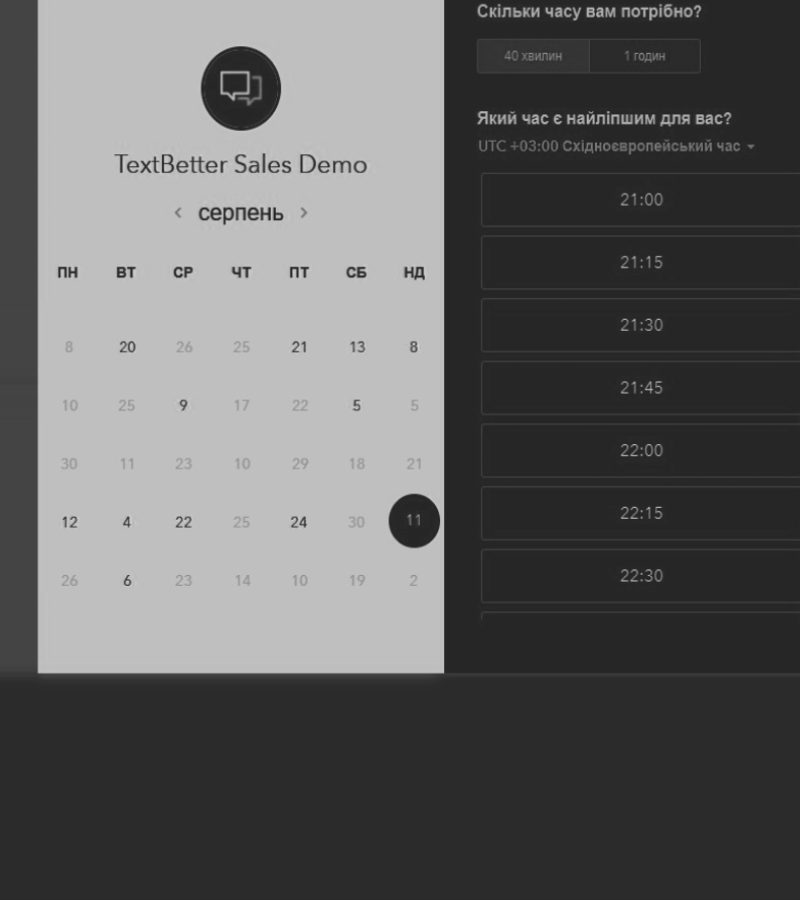 TextBetter Sales Demo
‹ серпень ›
ПН ВТ СР ЧТ ПТ СБ НД
8 20 26 25 21 13 8
10 25 9 17 22 5 5
30 11 23 10 29 18 21
12 4 22 25 24 30 11
26 6 23 14 10 19 2
Скільки часу вам потрібно?
40 хвилин 1 годин
Який час є найліпшим для вас?
UTC +03:00 Східноєвропейський час
21:00
21:15
21:30
21:45
22:00
22:15
22:30